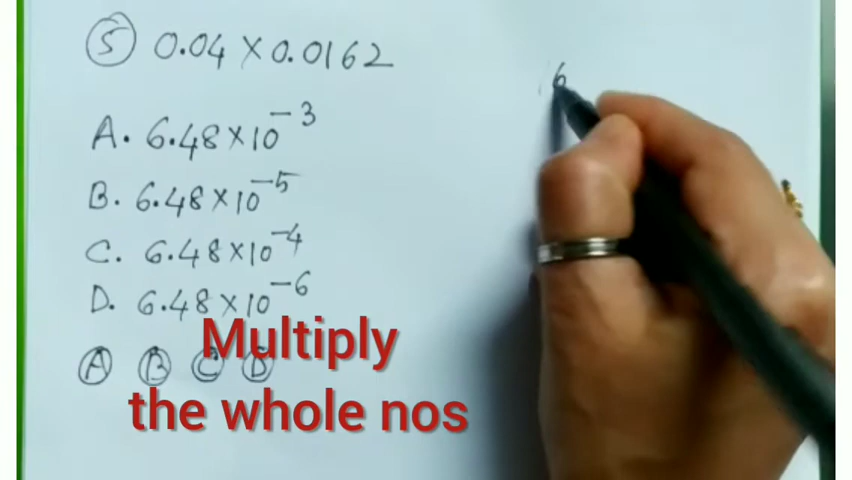 5 0.04 × 0.0162
6
A. 6.48 × 10⁻³
B. 6.48 × 10⁻⁵
C. 6.48 × 10⁻⁴
D. 6.48 × 10⁻⁶
A B C D
Multiply
the whole nos